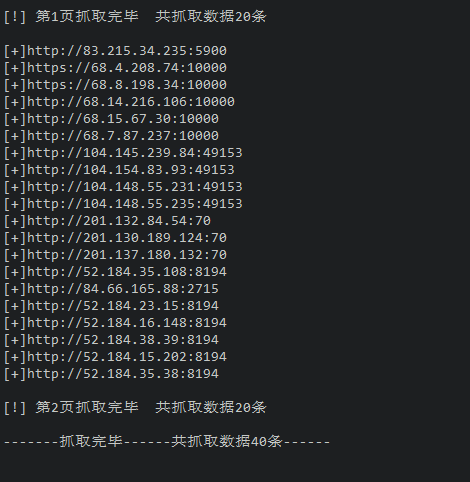 [!] 第1页抓取完毕  共抓取数据20条
[+]http://83.215.34.235:5900
[+]https://68.4.208.74:10000
[+]https://68.8.198.34:10000
[+]http://68.14.216.106:10000
[+]http://68.15.67.30:10000
[+]http://68.7.87.237:10000
[+]http://104.145.239.84:49153
[+]http://104.154.83.93:49153
[+]http://104.148.55.231:49153
[+]http://104.148.55.235:49153
[+]http://201.132.84.54:70
[+]http://201.130.189.124:70
[+]http://201.137.180.132:70
[+]http://52.184.35.108:8194
[+]http://84.66.165.88:2715
[+]http://52.184.23.15:8194
[+]http://52.184.16.148:8194
[+]http://52.184.38.39:8194
[+]http://52.184.15.202:8194
[+]http://52.184.35.38:8194
[!] 第2页抓取完毕  共抓取数据20条
-------抓取完毕------共抓取数据40条------